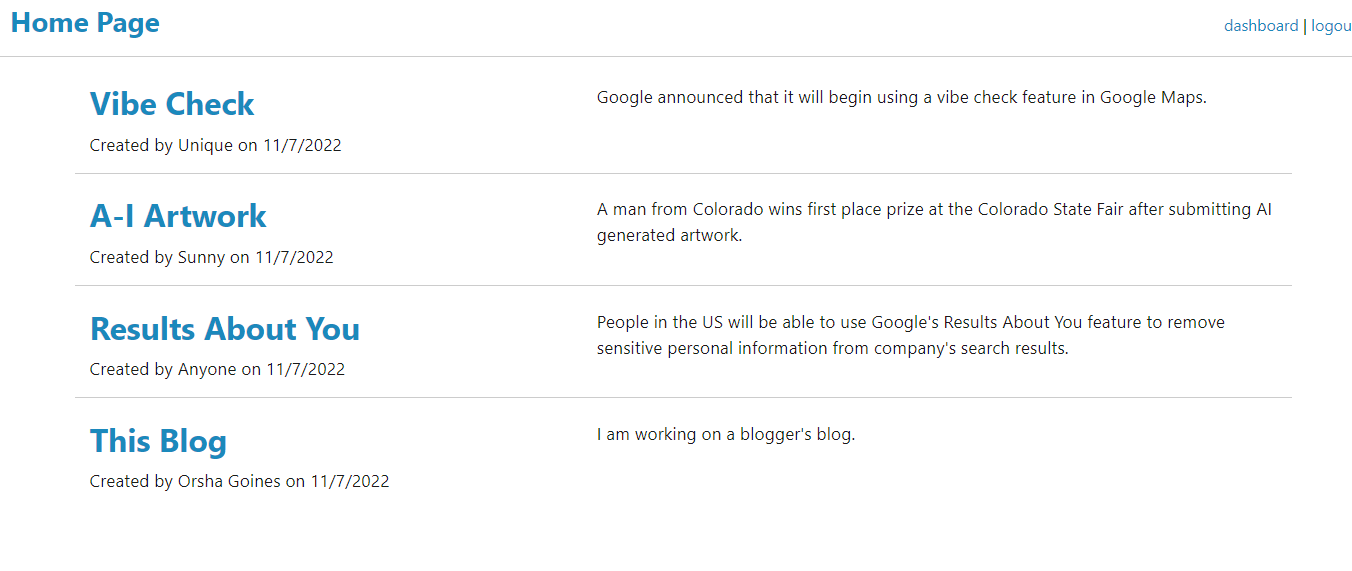 Home Page
dashboard | logou
Vibe Check
Google announced that it will begin using a vibe check feature in Google Maps.
Created by Unique on 11/7/2022
A-I Artwork
A man from Colorado wins first place prize at the Colorado State Fair after submitting AI
generated artwork.
Created by Sunny on 11/7/2022
Results About You
People in the US will be able to use Google's Results About You feature to remove
sensitive personal information from company's search results.
Created by Anyone on 11/7/2022
This Blog
I am working on a blogger's blog.
Created by Orsha Goines on 11/7/2022